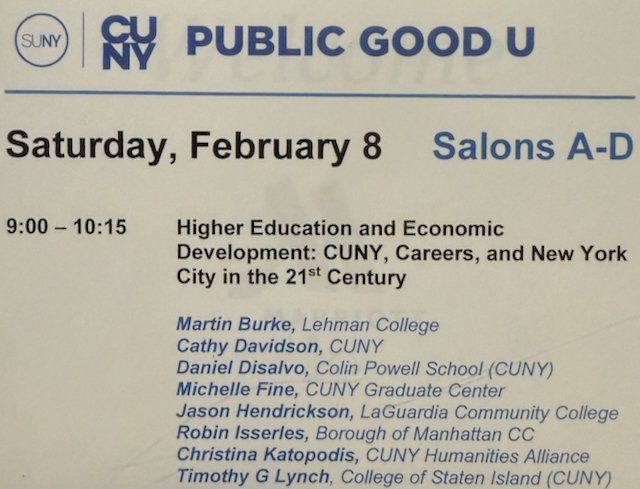 SUNY CUNY PUBLIC GOOD U
Saturday, February 8 Salons A-D
9:00 – 10:15 Higher Education and Economic
Development: CUNY, Careers, and New York
City in the 21st Century
Martin Burke, Lehman College
Cathy Davidson, CUNY
Daniel Disalvo, Colin Powell School (CUNY)
Michelle Fine, CUNY Graduate Center
Jason Hendrickson, LaGuardia Community College
Robin Isserles, Borough of Manhattan CC
Christina Katopodis, CUNY Humanities Alliance
Timothy G Lynch, College of Staten Island (CUNY)